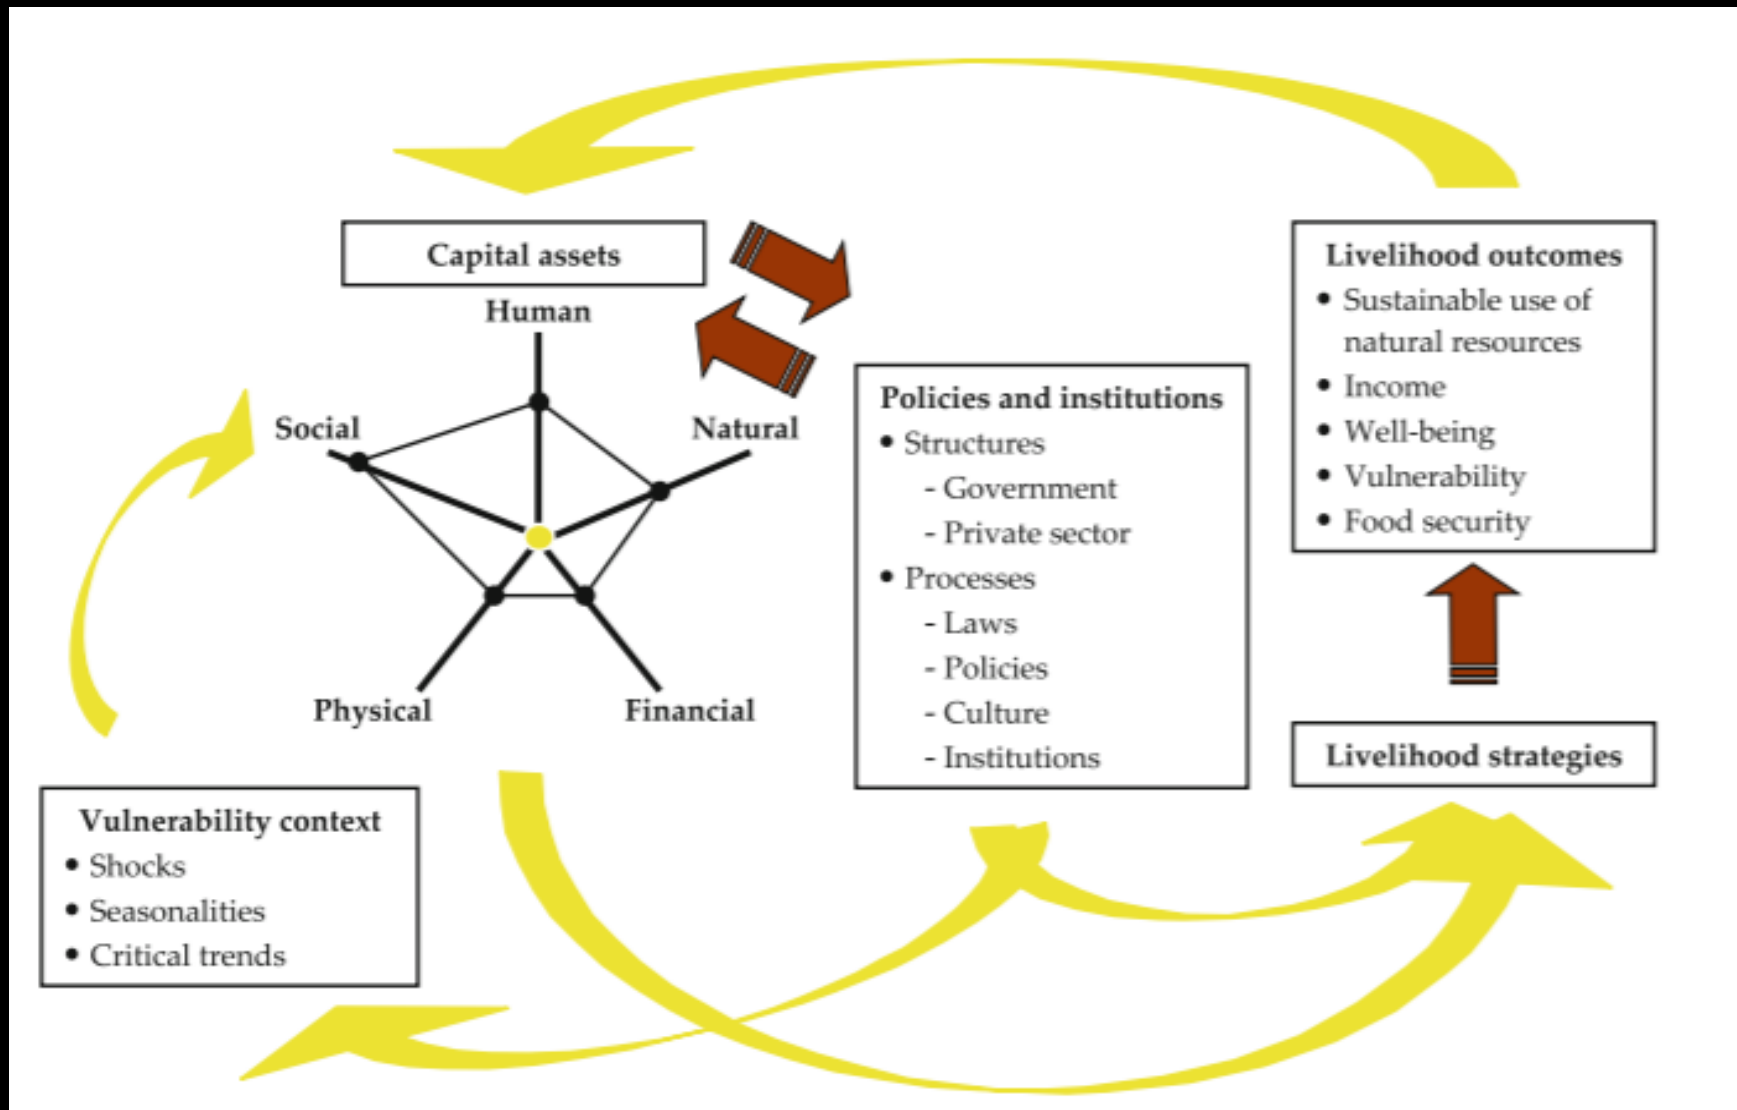 Capital assets
Human
Social
Natural
Physical
Financial
Vulnerability context
• Shocks
• Seasonalities
• Critical trends
Policies and institutions
• Structures
- Government
- Private sector
• Processes
- Laws
- Policies
- Culture
- Institutions
Livelihood outcomes
• Sustainable use of
natural resources
• Income
• Well-being
• Vulnerability
• Food security
Livelihood strategies